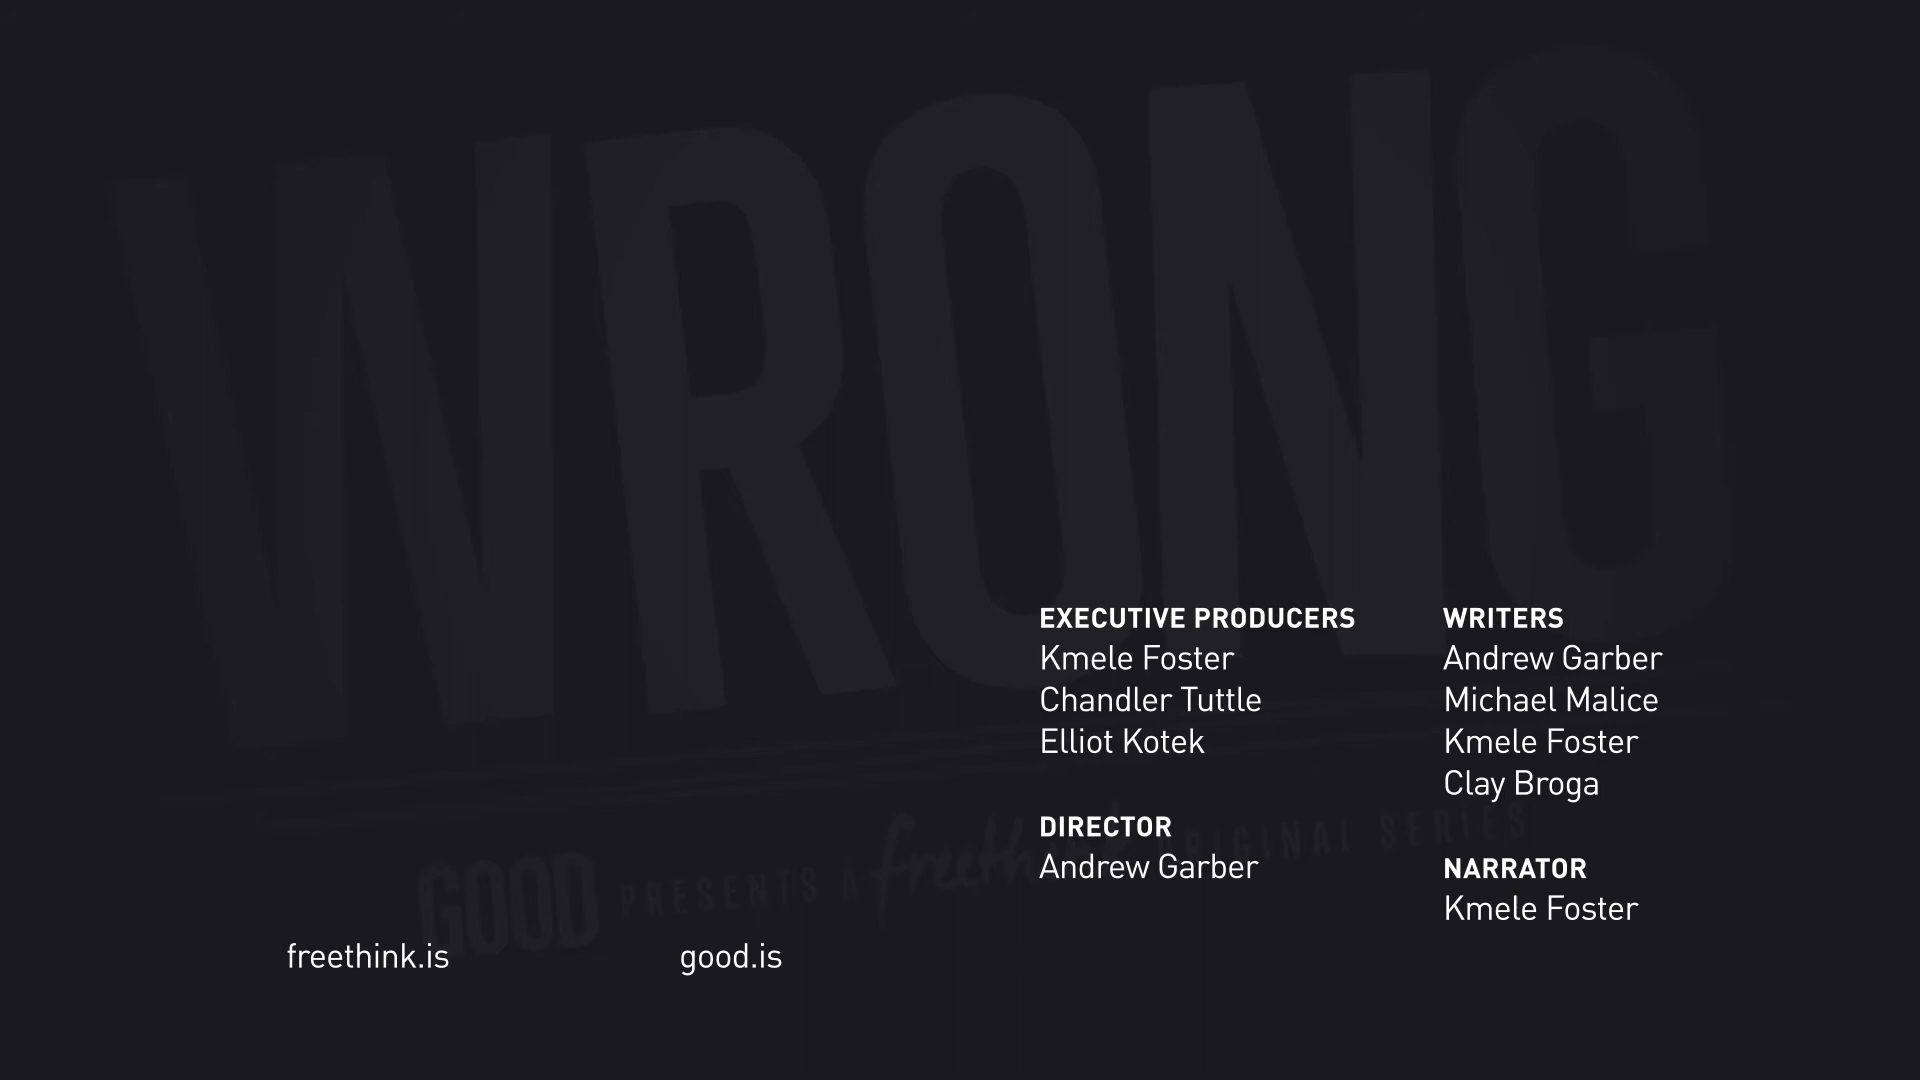 WRONG
GOOD PRESENTS A freethink ORIGINAL SERIES
EXECUTIVE PRODUCERS
Kmele Foster
Chandler Tuttle
Elliot Kotek
DIRECTOR
Andrew Garber
WRITERS
Andrew Garber
Michael Malice
Kmele Foster
Clay Broga
NARRATOR
Kmele Foster
freethink.is
good.is